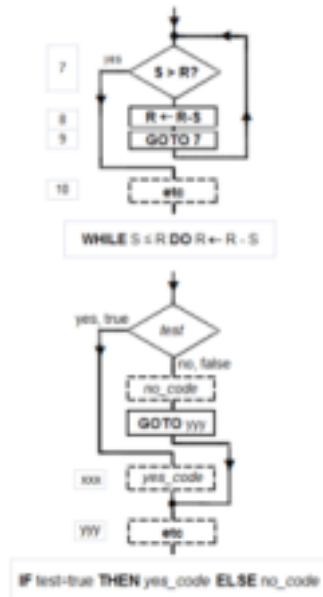 yes
7
S > R?
8
R ← R-S
9
GOTO 7
10
etc
WHILE S ≤ R DO R ← R - S
yes, true
test
no, false
no_code
GOTO yyy
xxx
yes_code
yyy
etc
IF test=true THEN yes_code ELSE no_code